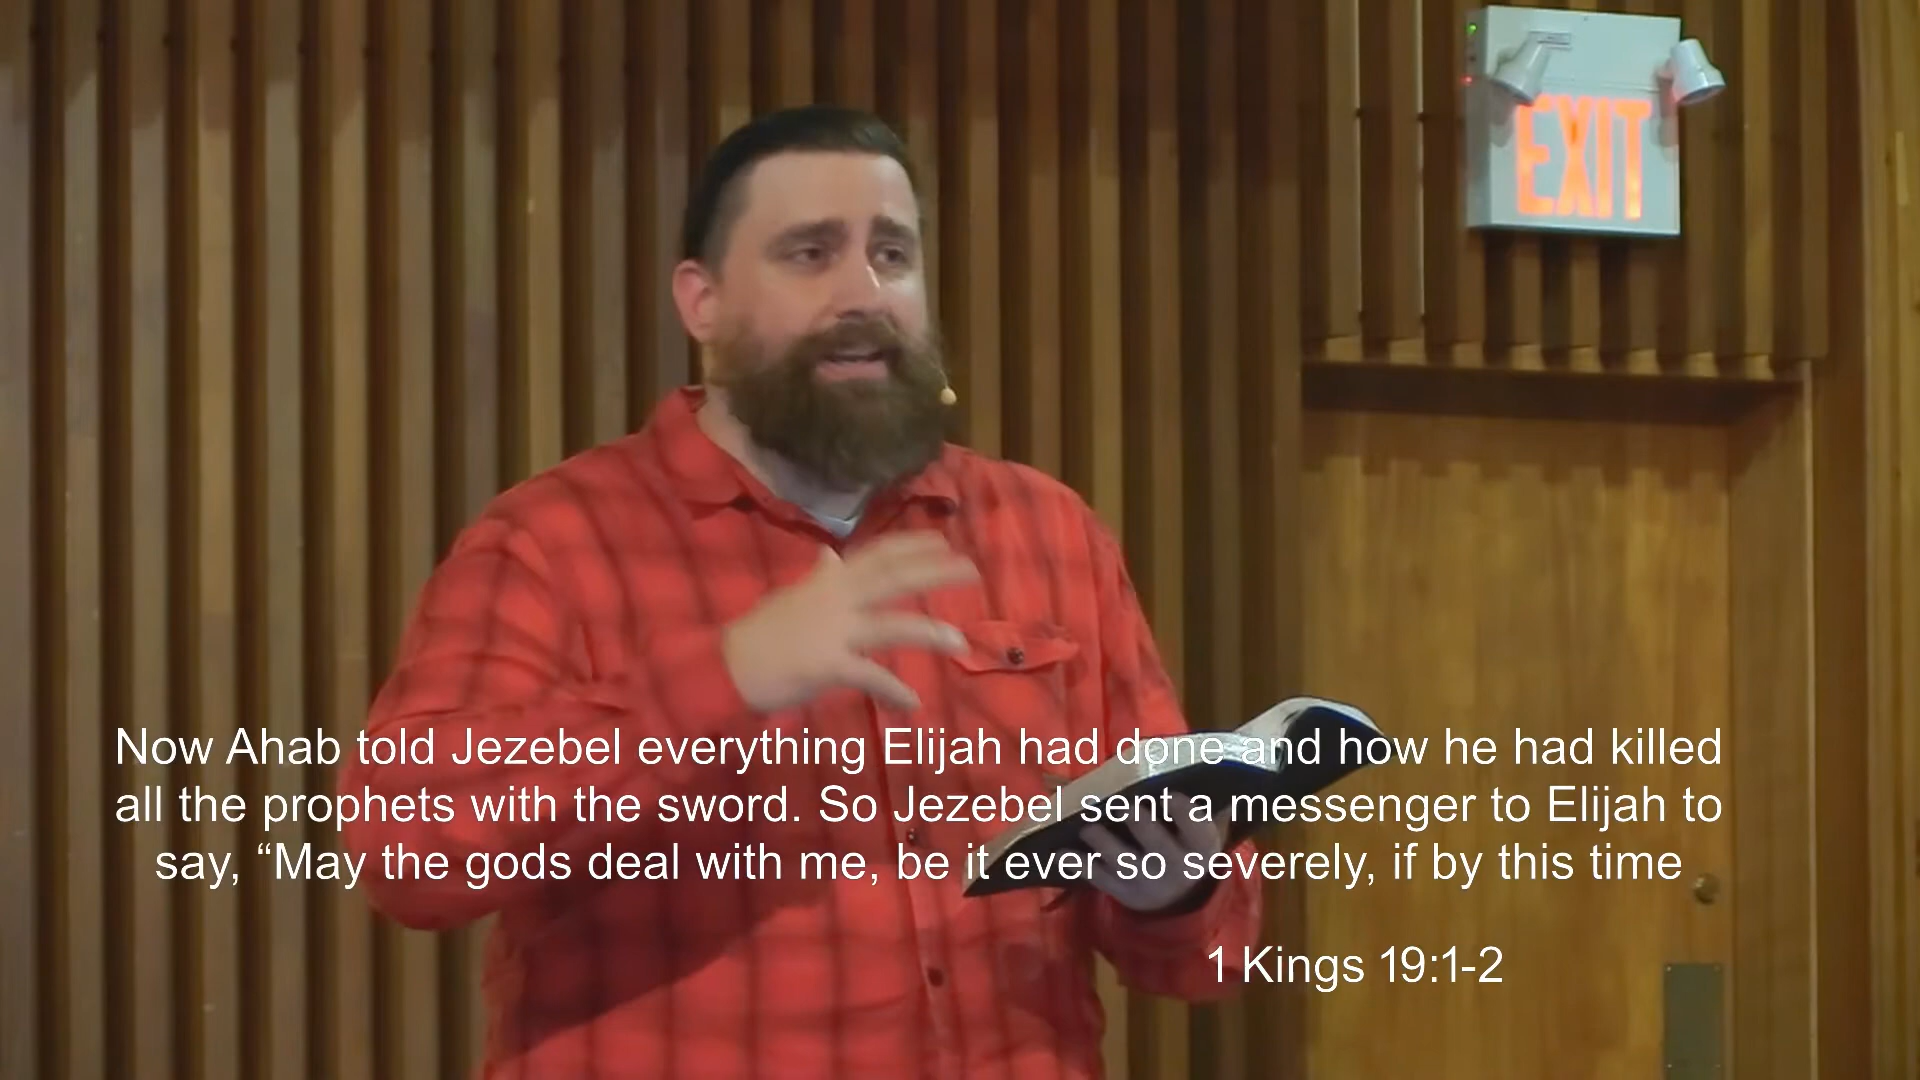 EXIT
Now Ahab told Jezebel everything Elijah had done and how he had killed
all the prophets with the sword. So Jezebel sent a messenger to Elijah to
say, “May the gods deal with me, be it ever so severely, if by this time
1 Kings 19:1-2